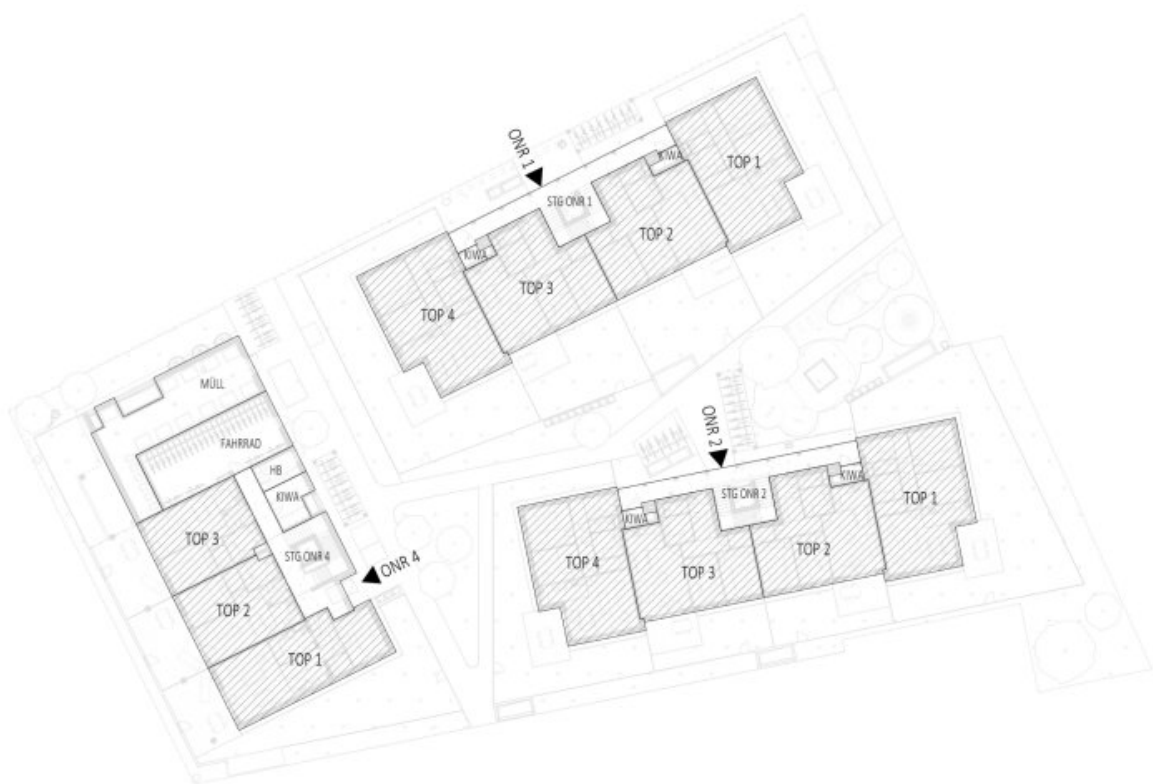 ONR 1
KIWA
TOP 1
STG ONR 1
TOP 2
KIWA
TOP 3
TOP 4
MÜLL
FAHRRAD
HB
KIWA
TOP 3
STG ONR 4
ONR 4
TOP 2
TOP 1
ONR 2
KIWA
TOP 1
STG ONR 2
KIWA
TOP 2
TOP 4
TOP 3